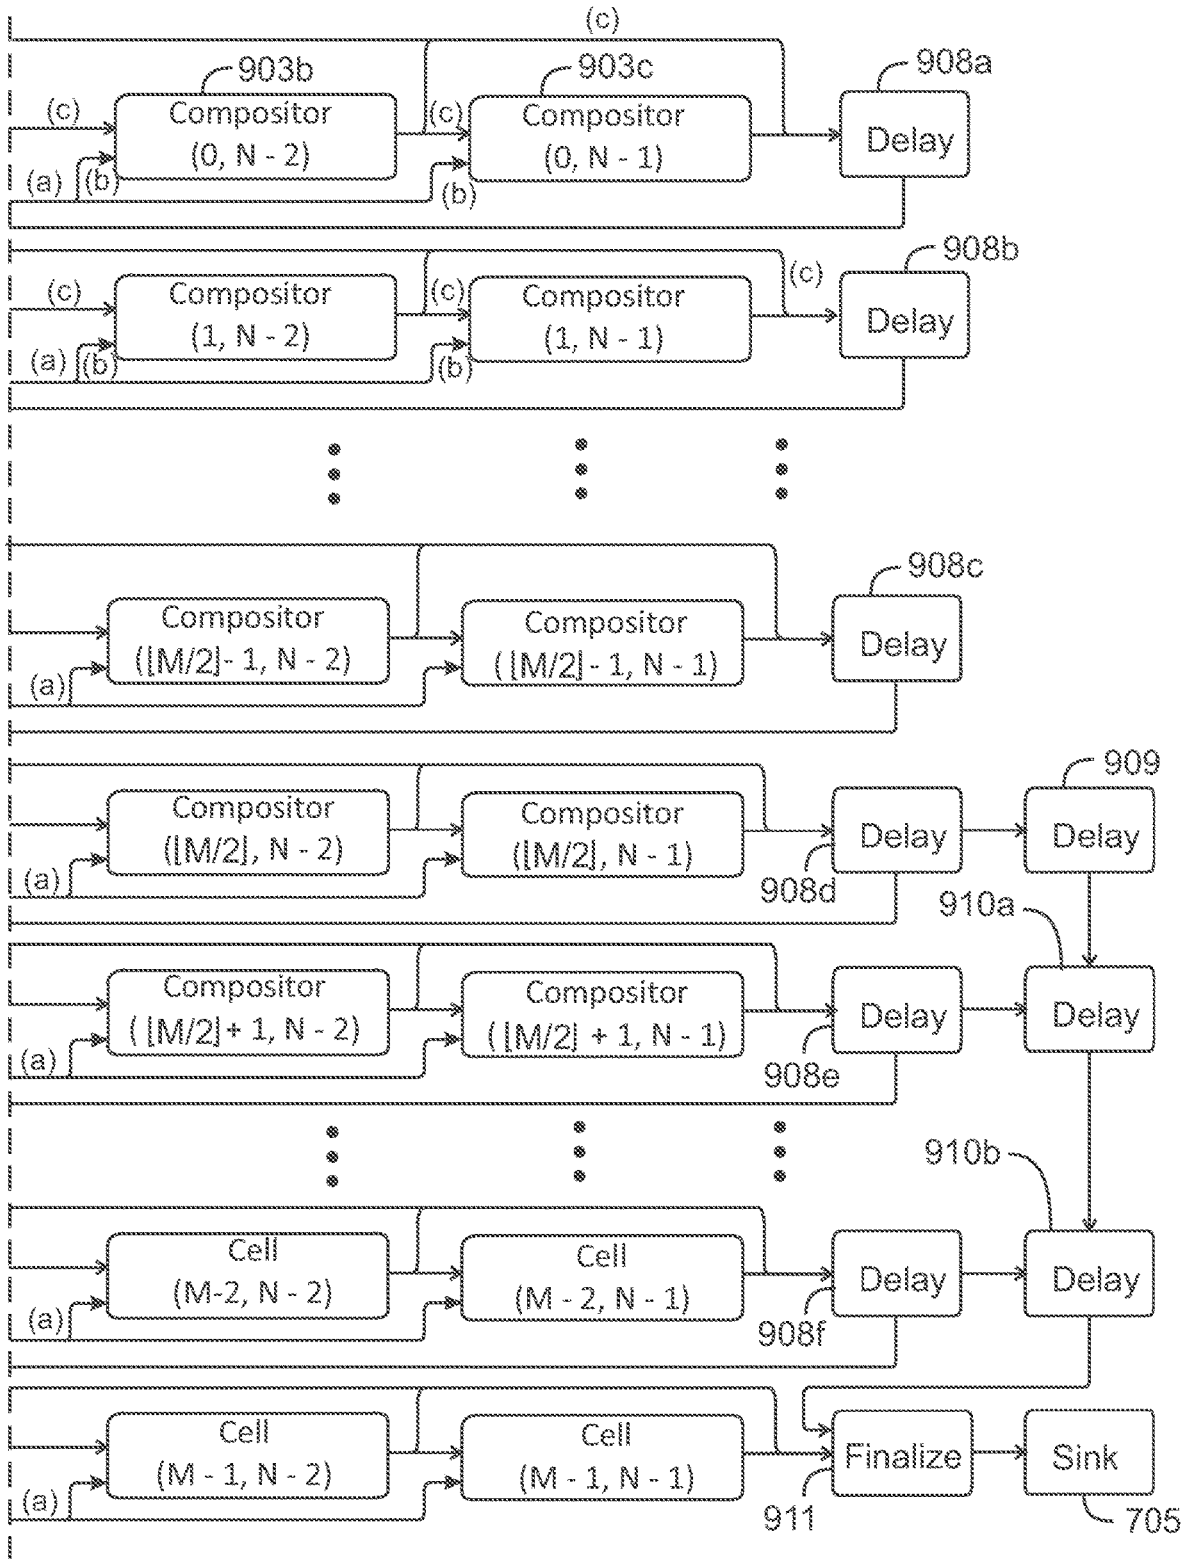 (c)
903b
903c
908a
(c)
Compositor
(0, N - 2)
(c)
Compositor
(0, N - 1)
Delay
(a)
(b)
(b)
908b
(c)
Compositor
(1, N - 2)
(c)
Compositor
(1, N - 1)
(c)
Delay
(a)
(b)
(b)
908c
Compositor
(⌊M/2⌋ - 1, N - 2)
Compositor
(⌊M/2⌋ - 1, N - 1)
Delay
(a)
909
Compositor
(⌊M/2⌋, N - 2)
Compositor
(⌊M/2⌋, N - 1)
Delay
Delay
(a)
908d
910a
Compositor
(⌊M/2⌋ + 1, N - 2)
Compositor
(⌊M/2⌋ + 1, N - 1)
Delay
Delay
(a)
908e
910b
Cell
(M-2, N - 2)
Cell
(M - 2, N - 1)
Delay
Delay
(a)
908f
Cell
(M - 1, N - 2)
Cell
(M - 1, N - 1)
Finalize
Sink
(a)
911
705